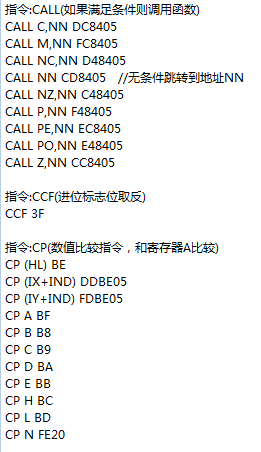 指令:CALL(如果满足条件则调用函数)
CALL C,NN DC8405
CALL M,NN FC8405
CALL NC,NN D48405
CALL NN CD8405 //无条件跳转到地址NN
CALL NZ,NN C48405
CALL P,NN F48405
CALL PE,NN EC8405
CALL PO,NN E48405
CALL Z,NN CC8405
指令:CCF(进位标志位取反)
CCF 3F
指令:CP(数值比较指令，和寄存器A比较)
CP (HL) BE
CP (IX+IND) DDBE05
CP (IY+IND) FDBE05
CP A BF
CP B B8
CP C B9
CP D BA
CP E BB
CP H BC
CP L BD
CP N FE20